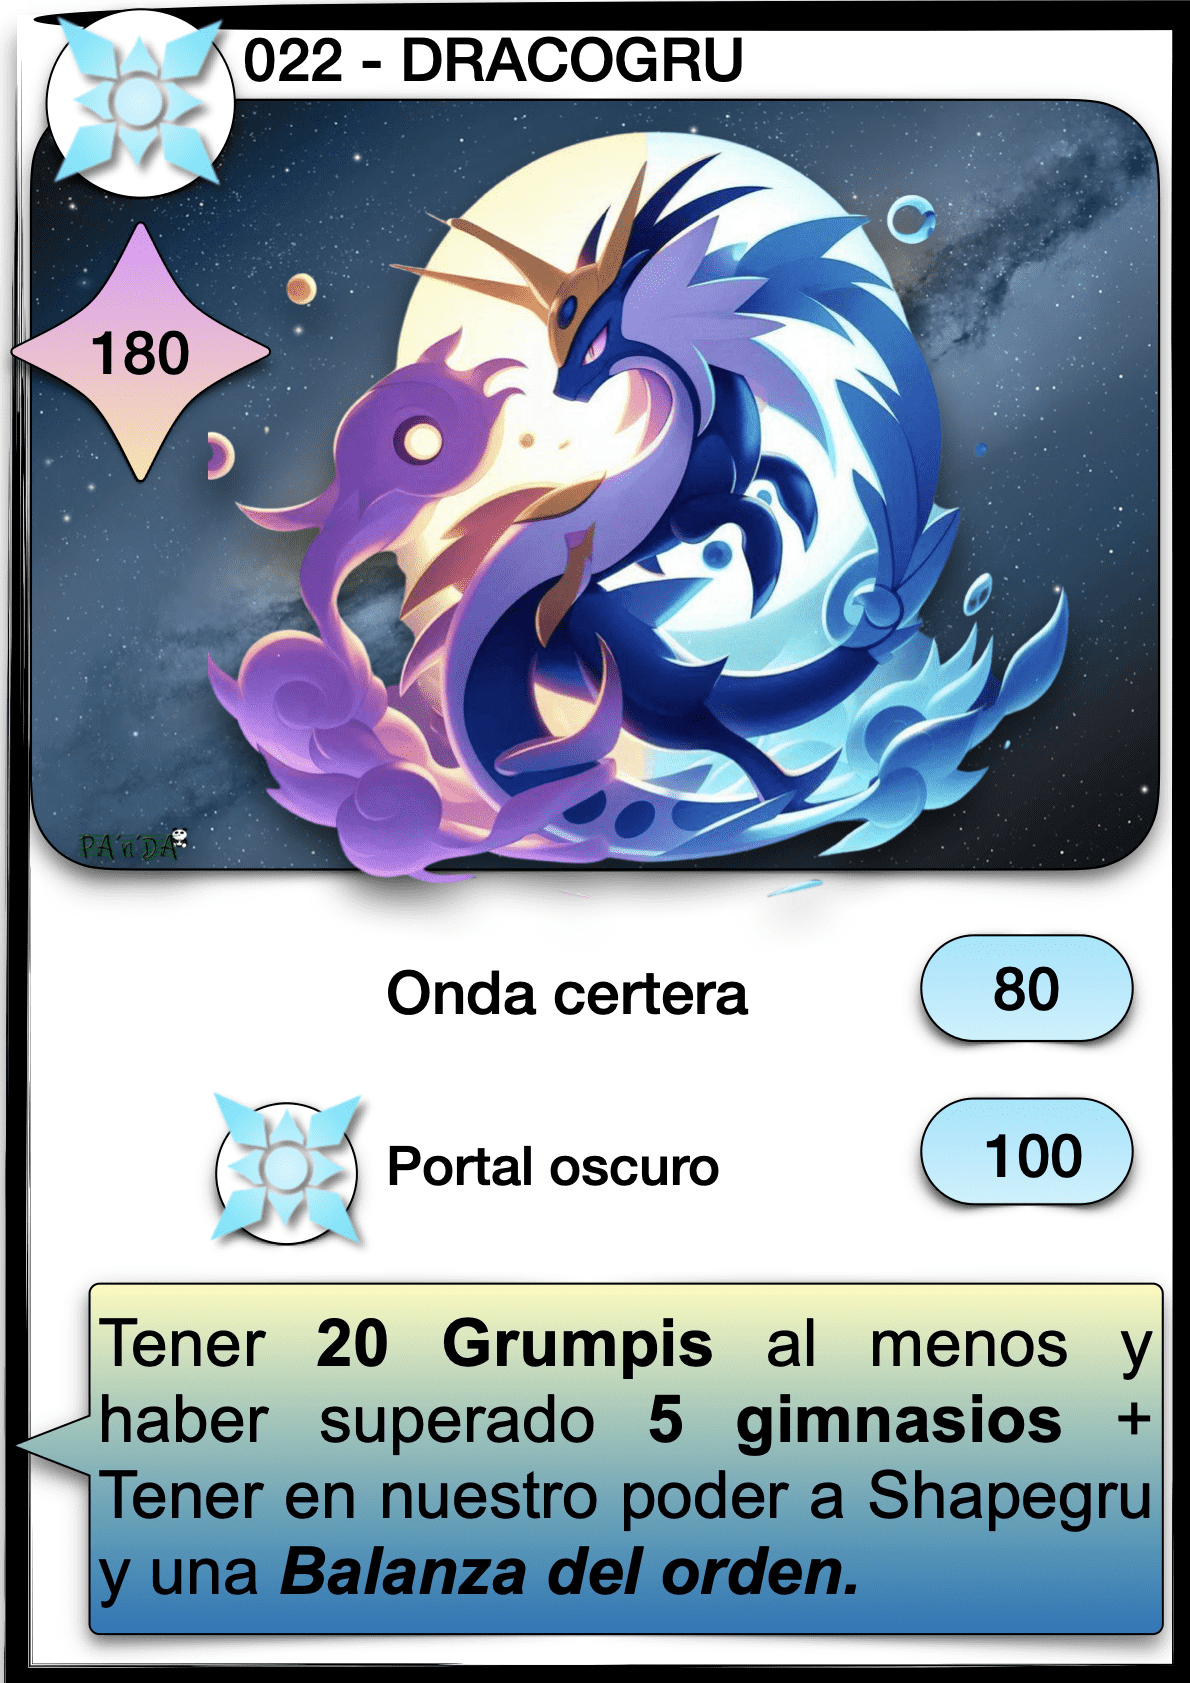 022 - DRACOGRU
180
PA'n'DA
Onda certera
80
Portal oscuro
100
Tener 20 Grumpis al menos y
haber superado 5 gimnasios +
Tener en nuestro poder a Shapegru
y una Balanza del orden.